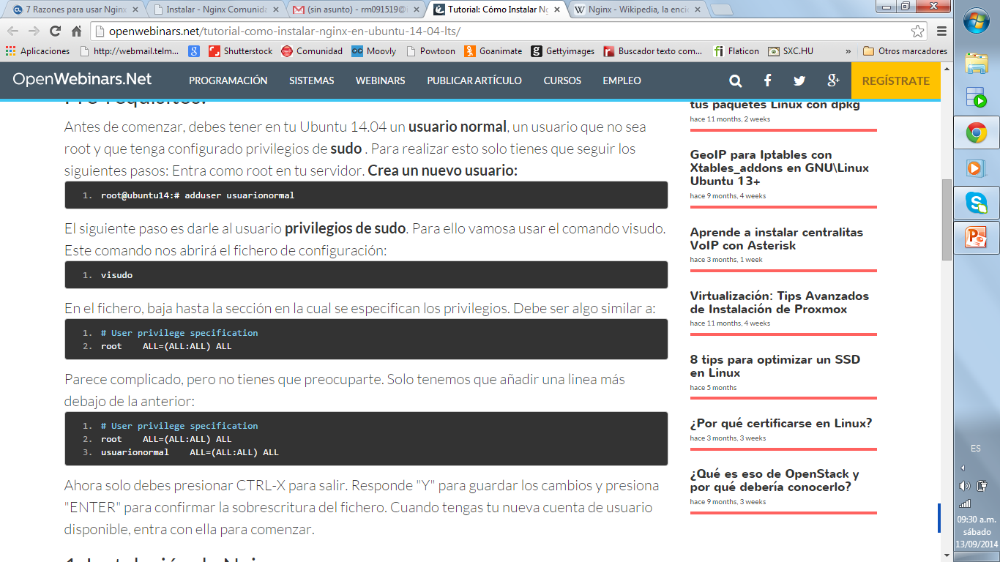 7 Razones para usar Nginx
Instalar - Nginx Comunida
(sin asunto) - rm091519@
Tutorial: Cómo Instalar Ng
Nginx - Wikipedia, la enci
openwebinars.net/tutorial-como-instalar-nginx-en-ubuntu-14-04-lts/
Aplicaciones
http://webmail.telm...
Shutterstock
Comunidad
Moovly
Powtoon
Goanimate
Gettyimages
Buscador texto com...
Flaticon
SXC.HU
»
Otros marcadores
OpenWebinars.Net
PROGRAMACIÓN
SISTEMAS
WEBINARS
PUBLICAR ARTÍCULO
CURSOS
EMPLEO
REGÍSTRATE
Antes de comenzar, debes tener en tu Ubuntu 14.04 un usuario normal, un usuario que no sea
root y que tenga configurado privilegios de sudo . Para realizar esto solo tienes que seguir los
siguientes pasos: Entra como root en tu servidor. Crea un nuevo usuario:
1. root@ubuntu14:# adduser usuarionormal
El siguiente paso es darle al usuario privilegios de sudo. Para ello vamosa usar el comando visudo.
Este comando nos abrirá el fichero de configuración:
1. visudo
En el fichero, baja hasta la sección en la cual se especifican los privilegios. Debe ser algo similar a:
1. # User privilege specification
2. root    ALL=(ALL:ALL) ALL
Parece complicado, pero no tienes que preocuparte. Solo tenemos que añadir una linea más
debajo de la anterior:
1. # User privilege specification
2. root    ALL=(ALL:ALL) ALL
3. usuarionormal    ALL=(ALL:ALL) ALL
Ahora solo debes presionar CTRL-X para salir. Responde "Y" para guardar los cambios y presiona
"ENTER" para confirmar la sobrescritura del fichero. Cuando tengas tu nueva cuenta de usuario
disponible, entra con ella para comenzar.
tus paquetes Linux con dpkg
hace 11 months, 2 weeks
GeoIP para Iptables con
Xtables_addons en GNU\Linux
Ubuntu 13+
hace 9 months, 4 weeks
Aprende a instalar centralitas
VoIP con Asterisk
hace 3 months, 1 week
Virtualización: Tips Avanzados
de Instalación de Proxmox
hace 11 months, 4 weeks
8 tips para optimizar un SSD
en Linux
hace 5 months
¿Por qué certificarse en Linux?
hace 3 months, 3 weeks
¿Qué es eso de OpenStack y
por qué debería conocerlo?
hace 9 months, 3 weeks
ES
09:30 a.m.
sábado
13/09/2014